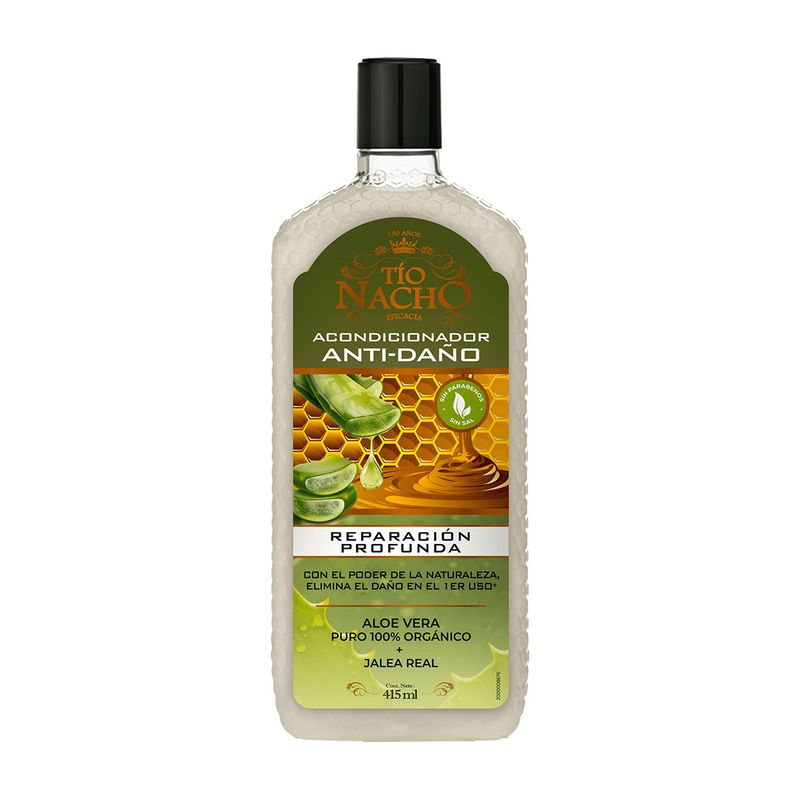 150 AÑOS
TÍO
NACHO
EFICACIA
ACONDICIONADOR
ANTI-DAÑO
SIN PARABENOS
SIN SAL
REPARACIÓN
PROFUNDA
CON EL PODER DE LA NATURALEZA,
ELIMINA EL DAÑO EN EL 1ER USO*
ALOE VERA
PURO 100% ORGÁNICO
+
JALEA REAL
Cont. Neto :
415 ml
2000009676